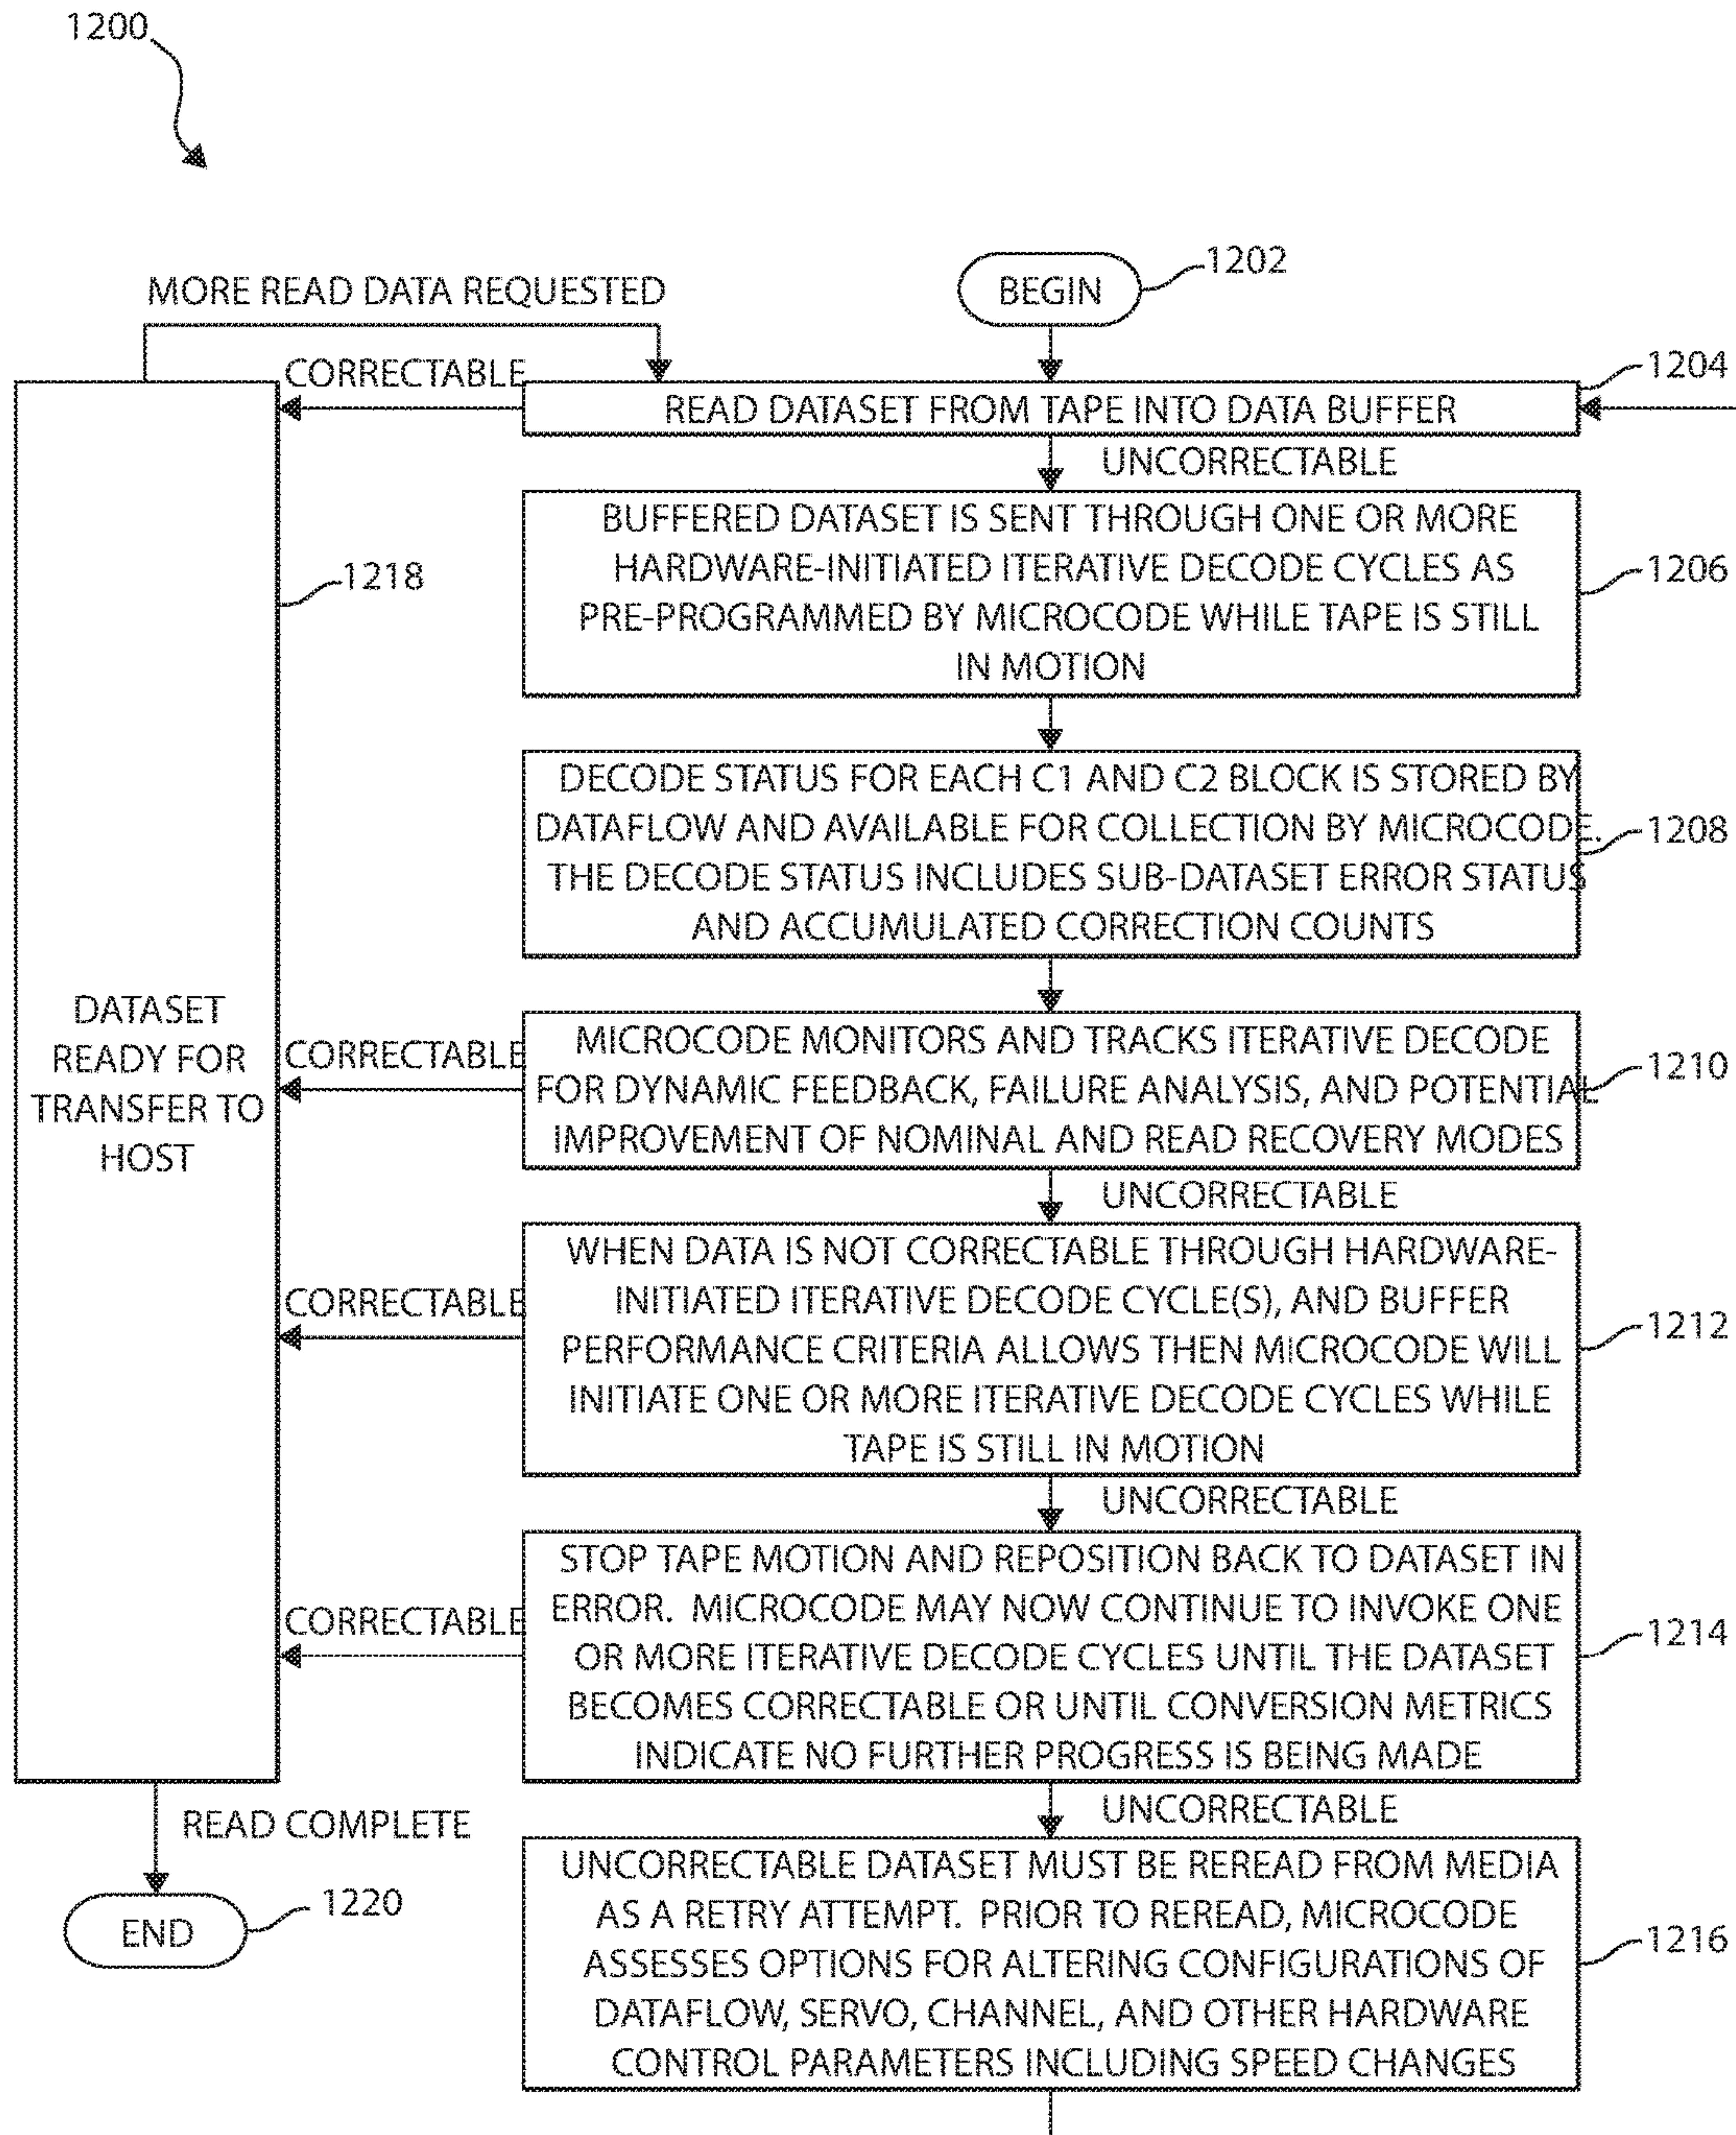 1200
1202
BEGIN
MORE READ DATA REQUESTED
CORRECTABLE
1204
READ DATASET FROM TAPE INTO DATA BUFFER
UNCORRECTABLE
BUFFERED DATASET IS SENT THROUGH ONE OR MORE
HARDWARE-INITIATED ITERATIVE DECODE CYCLES AS
PRE-PROGRAMMED BY MICROCODE WHILE TAPE IS STILL
IN MOTION
1206
1218
DECODE STATUS FOR EACH C1 AND C2 BLOCK IS STORED BY
DATAFLOW AND AVAILABLE FOR COLLECTION BY MICROCODE.
THE DECODE STATUS INCLUDES SUB-DATASET ERROR STATUS
AND ACCUMULATED CORRECTION COUNTS
1208
DATASET
READY FOR
TRANSFER TO
HOST
CORRECTABLE
MICROCODE MONITORS AND TRACKS ITERATIVE DECODE
FOR DYNAMIC FEEDBACK, FAILURE ANALYSIS, AND POTENTIAL
IMPROVEMENT OF NOMINAL AND READ RECOVERY MODES
1210
UNCORRECTABLE
CORRECTABLE
WHEN DATA IS NOT CORRECTABLE THROUGH HARDWARE-
INITIATED ITERATIVE DECODE CYCLE(S), AND BUFFER
PERFORMANCE CRITERIA ALLOWS THEN MICROCODE WILL
INITIATE ONE OR MORE ITERATIVE DECODE CYCLES WHILE
TAPE IS STILL IN MOTION
1212
UNCORRECTABLE
CORRECTABLE
STOP TAPE MOTION AND REPOSITION BACK TO DATASET IN
ERROR. MICROCODE MAY NOW CONTINUE TO INVOKE ONE
OR MORE ITERATIVE DECODE CYCLES UNTIL THE DATASET
BECOMES CORRECTABLE OR UNTIL CONVERSION METRICS
INDICATE NO FURTHER PROGRESS IS BEING MADE
1214
UNCORRECTABLE
READ COMPLETE
END
1220
UNCORRECTABLE DATASET MUST BE REREAD FROM MEDIA
AS A RETRY ATTEMPT. PRIOR TO REREAD, MICROCODE
ASSESSES OPTIONS FOR ALTERING CONFIGURATIONS OF
DATAFLOW, SERVO, CHANNEL, AND OTHER HARDWARE
CONTROL PARAMETERS INCLUDING SPEED CHANGES
1216